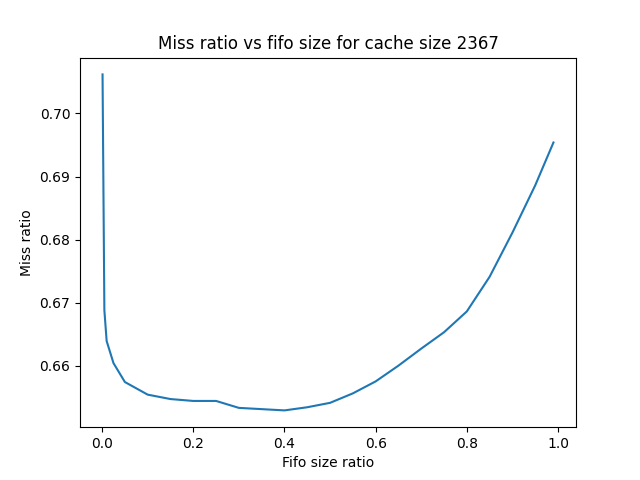 Miss ratio vs fifo size for cache size 2367
0.70
0.69
0.68
0.67
0.66
Miss ratio
0.0 0.2 0.4 0.6 0.8 1.0
Fifo size ratio